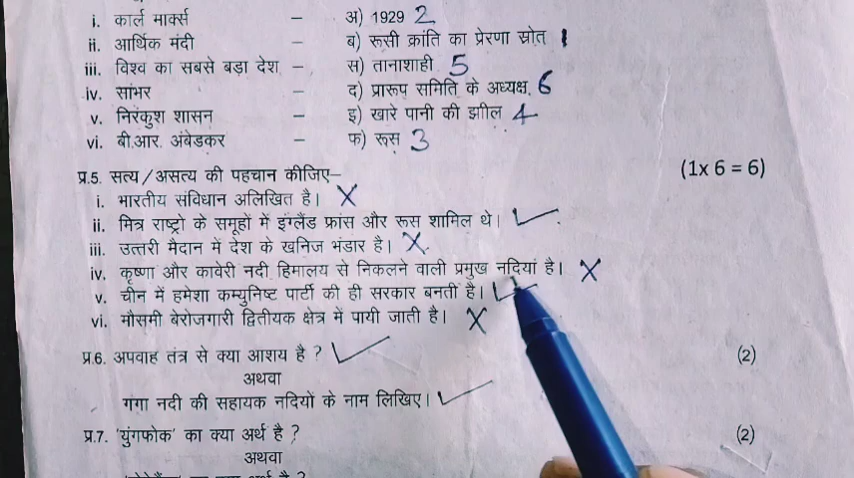 i. कार्ल मार्क्स – अ) 1929 2
ii. आर्थिक मंदी – ब) रूसी क्रांति का प्रेरणा स्रोत 1
iii. विश्व का सबसे बड़ा देश – स) तानाशाही 5
iv. सांभर – द) प्रारूप समिति के अध्यक्ष 6
v. निरंकुश शासन – इ) खारे पानी की झील 4
vi. बी.आर. अंबेडकर – फ) रूस 3
प्र.5. सत्य/असत्य की पहचान कीजिए– (1x 6 = 6)
i. भारतीय संविधान अलिखित है। X
ii. मित्र राष्ट्रो के समूहों में इंग्लैंड फ्रांस और रूस शामिल थे। ✓
iii. उत्तरी मैदान में देश के खनिज भंडार है। X
iv. कृष्णा और कावेरी नदी हिमालय से निकलने वाली प्रमुख नदियां है। X
v. चीन में हमेशा कम्युनिष्ट पार्टी की ही सरकार बनती है। ✓
vi. मौसमी बेरोजगारी द्वितीयक क्षेत्र में पायी जाती है। X
प्र.6. अपवाह तंत्र से क्या आशय है ? ✓ (2)
अथवा
गंगा नदी की सहायक नदियों के नाम लिखिए। ✓
प्र.7. 'युंगफोक' का क्या अर्थ है ? (2)
अथवा